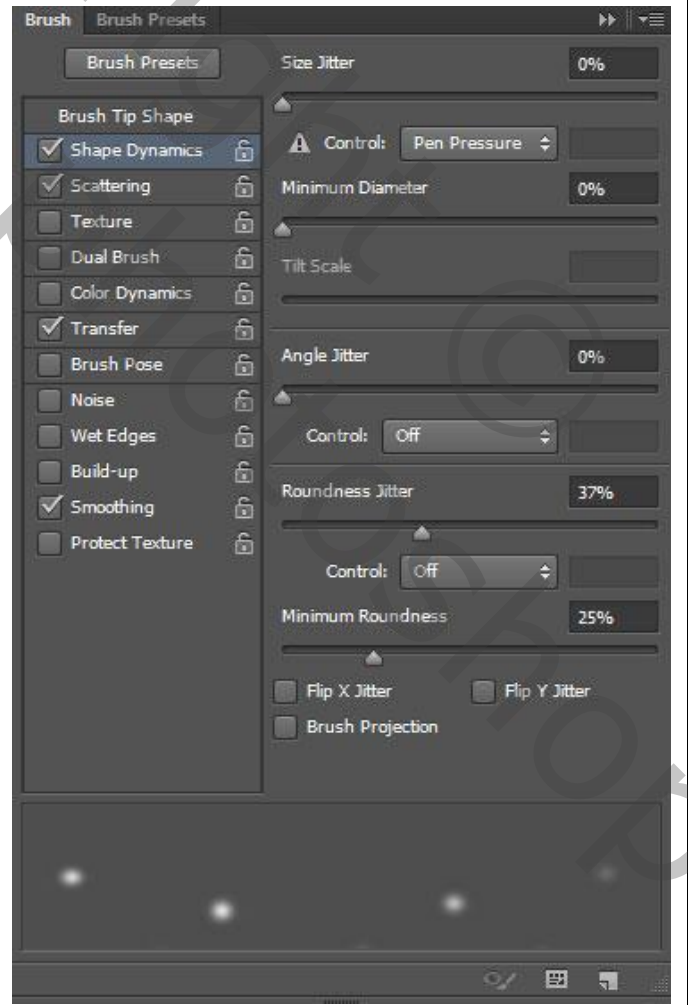 Brush Brush Presets
Brush Presets
Brush Tip Shape
Shape Dynamics
Scattering
Texture
Dual Brush
Color Dynamics
Transfer
Brush Pose
Noise
Wet Edges
Build-up
Smoothing
Protect Texture
Size Jitter 0%
Control: Pen Pressure
Minimum Diameter 0%
Tilt Scale
Angle Jitter 0%
Control: Off
Roundness Jitter 37%
Control: Off
Minimum Roundness 25%
Flip X Jitter Flip Y Jitter
Brush Projection